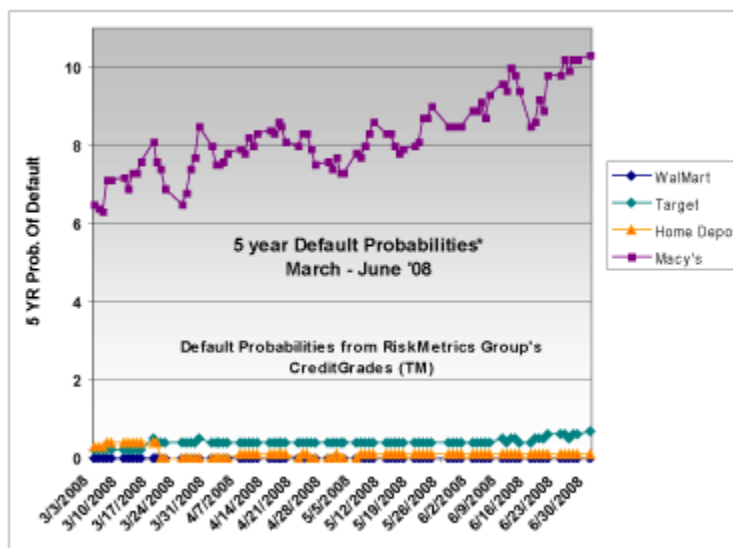 10
8
6
4
2
0
5 YR Prob. Of Default
5 year Default Probabilities*
March - June '08
Default Probabilities from RiskMetrics Group's
CreditGrades (TM)
WalMart
Target
Home Depo
Macy's
3/3/2008
3/10/2008
3/17/2008
3/24/2008
3/31/2008
4/7/2008
4/14/2008
4/21/2008
4/28/2008
5/5/2008
5/12/2008
5/19/2008
5/26/2008
6/2/2008
6/9/2008
6/16/2008
6/23/2008
6/30/2008